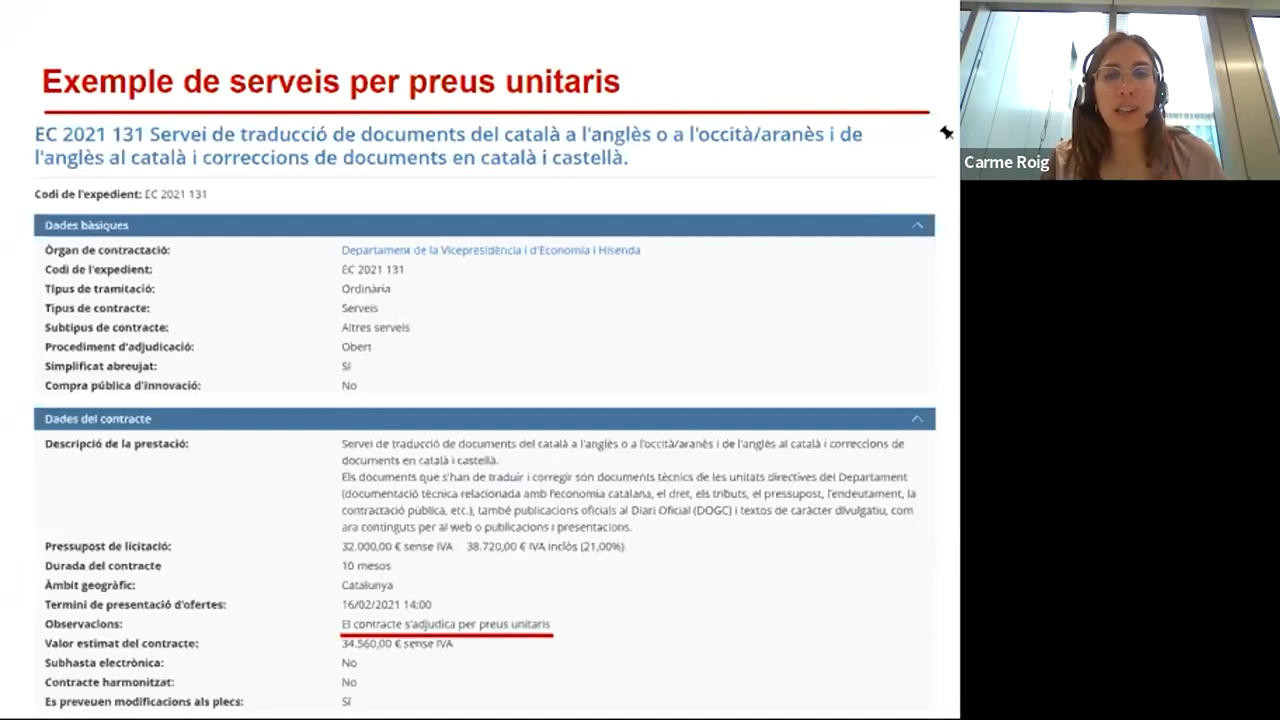 Exemple de serveis per preus unitaris
EC 2021 131 Servei de traducció de documents del català a l'anglès o a l'occità/aranès i de
l'anglès al català i correccions de documents en català i castellà.
Codi de l'expedient: EC 2021 131
Dades bàsiques
Òrgan de contractació: Departament de la Vicepresidència i d'Economia i Hisenda
Codi de l'expedient: EC 2021 131
Tipus de tramitació: Ordinària
Tipus de contracte: Serveis
Subtipus de contracte: Altres serveis
Procediment d'adjudicació: Obert
Simplificat abreujat: Sí
Compra pública d'innovació: No
Dades del contracte
Descripció de la prestació: Servei de traducció de documents del català a l'anglès o a l'occità/aranès i de l'anglès al català i correccions de
documents en català i castellà.
Els documents que s'han de traduir i corregir són documents tècnics de les unitats directives del Departament
(documentació tècnica relacionada amb l'economia catalana, el dret, els tributs, el pressupost, l'endeutament, la
contractació pública, etc.), també publicacions oficials al Diari Oficial (DOGC) i textos de caràcter divulgatiu, com
ara continguts per al web o publicacions i presentacions.
Pressupost de licitació: 32.000,00 € sense IVA 38.720,00 € IVA inclòs (21,00%)
Durada del contracte 10 mesos
Àmbit geogràfic: Catalunya
Termini de presentació d'ofertes: 16/02/2021 14:00
Observacions: El contracte s'adjudica per preus unitaris
Valor estimat del contracte: 34.560,00 € sense IVA
Subhasta electrònica: No
Contracte harmonitzat: No
Es preveuen modificacions als plecs: Sí
Carme Roig